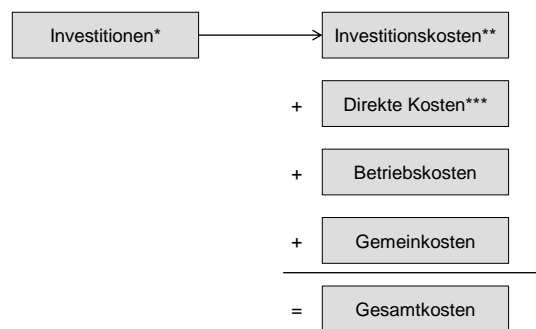 Investitionen* Investitionskosten**
+ Direkte Kosten***
+ Betriebskosten
+ Gemeinkosten
= Gesamtkosten